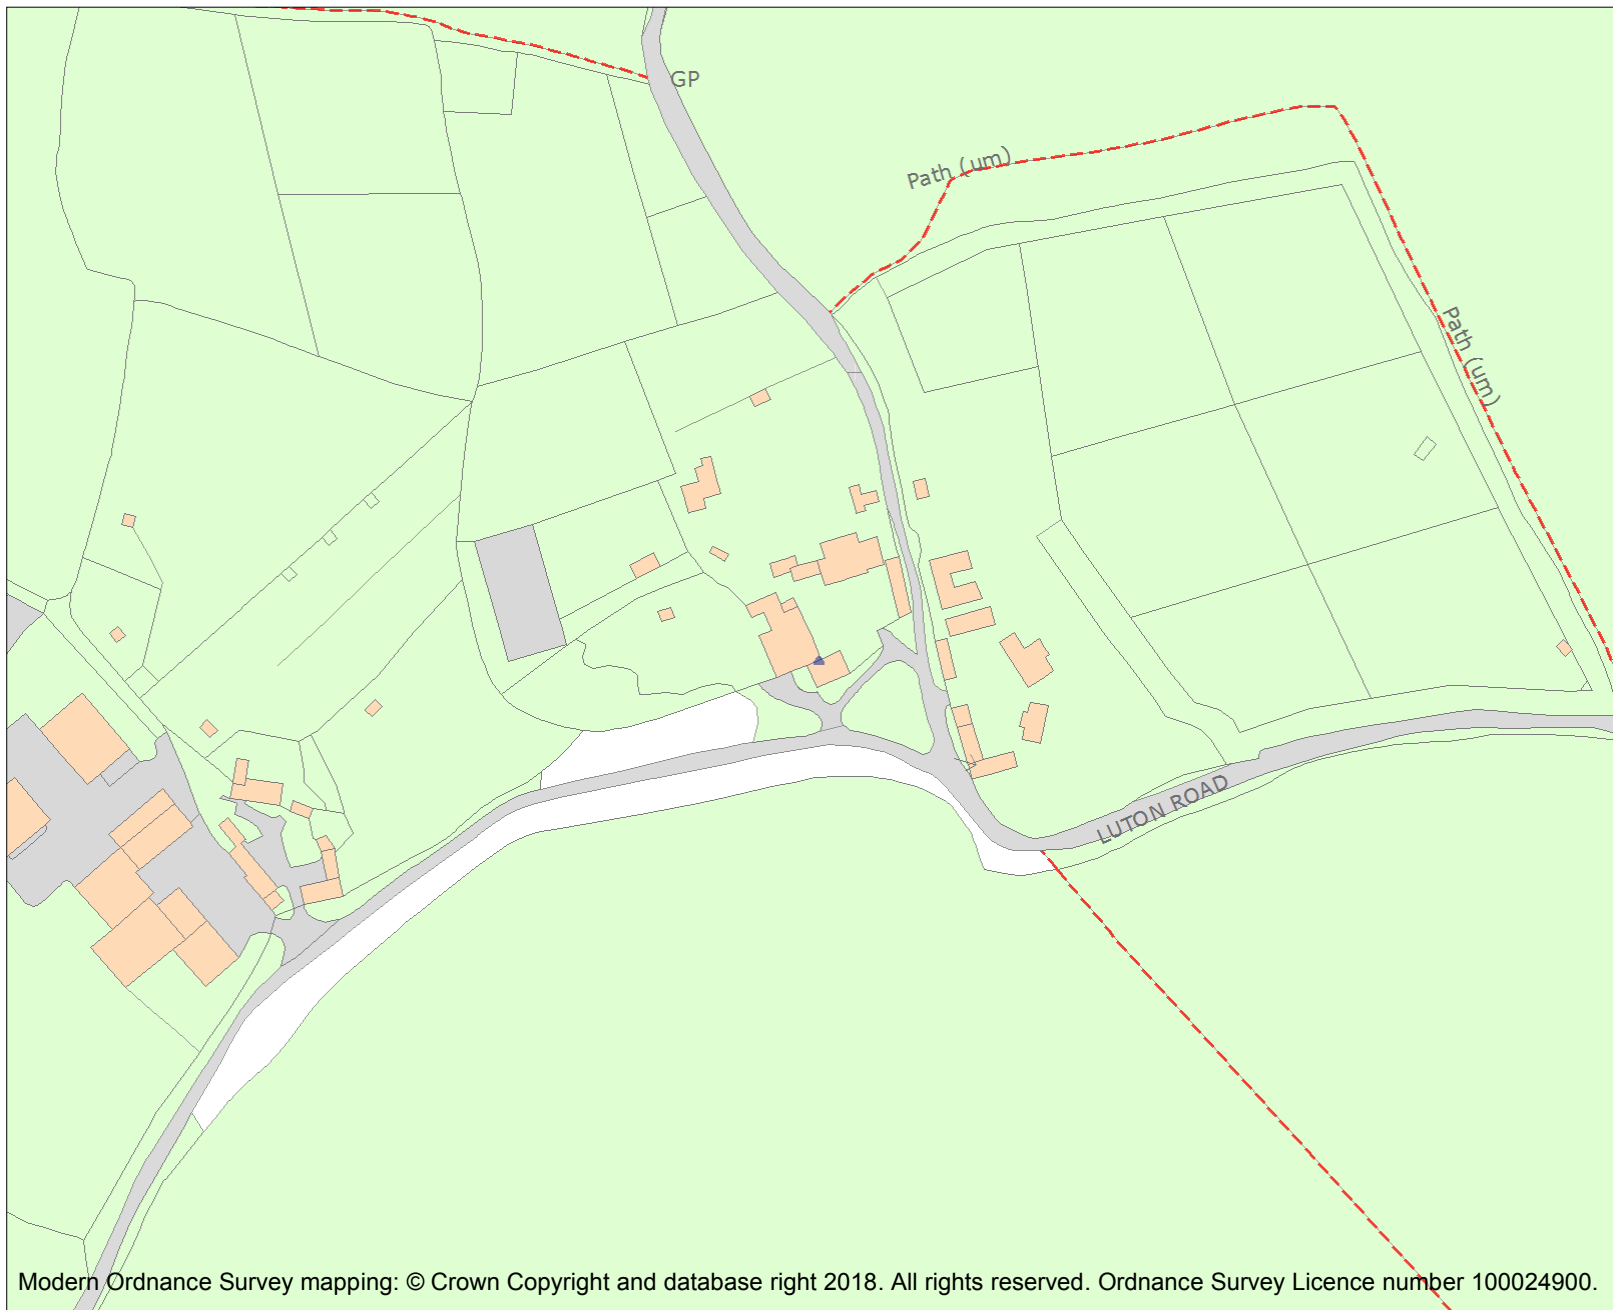 GP
Path (um)
Path (um)
LUTON ROAD
Modern Ordnance Survey mapping: © Crown Copyright and database right 2018. All rights reserved. Ordnance Survey Licence number 100024900.